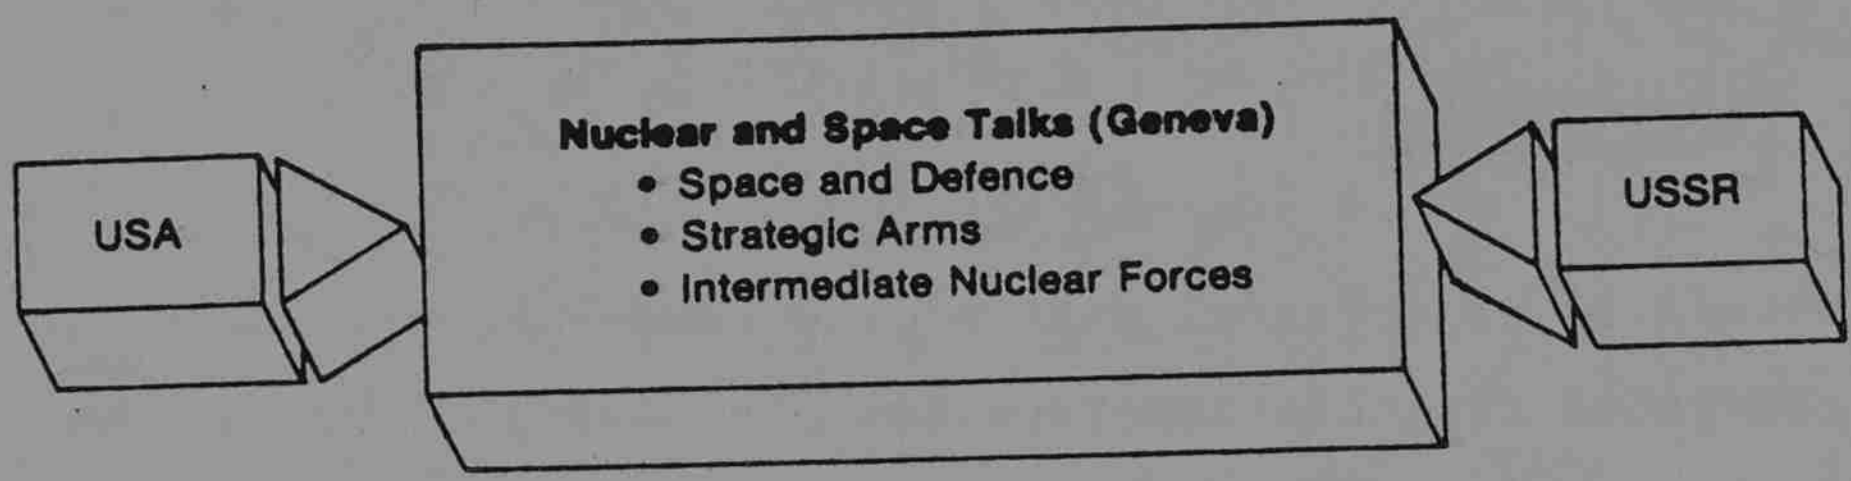 Nuclear and Space Talks (Geneva)
• Space and Defence
• Strategic Arms
• Intermediate Nuclear Forces
USA
USSR